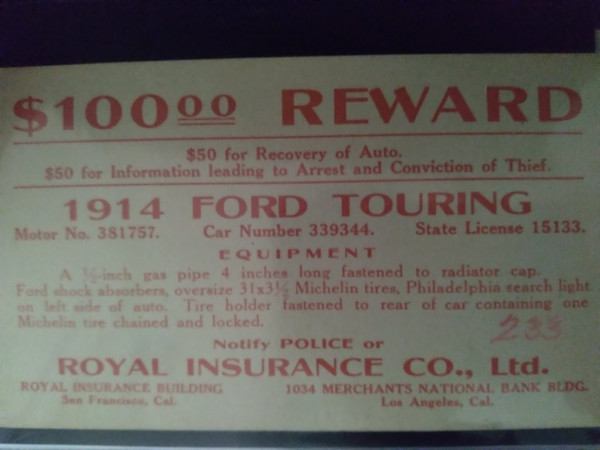 $100.00 REWARD
$50 for Recovery of Auto.
$50 for Information leading to Arrest and Conviction of Thief.
1914 FORD TOURING
Motor No. 381757. Car Number 339344. State License 15133.
EQUIPMENT
A ½-inch gas pipe 4 inches long fastened to radiator cap.
Ford shock absorbers, oversize 31x3½ Michelin tires, Philadelphia search light
on left side of auto. Tire holder fastened to rear of car containing one
Michelin tire chained and locked.
233
Notify POLICE or
ROYAL INSURANCE CO., Ltd.
ROYAL INSURANCE BUILDING 1034 MERCHANTS NATIONAL BANK BLDG.
San Francisco, Cal. Los Angeles, Cal.